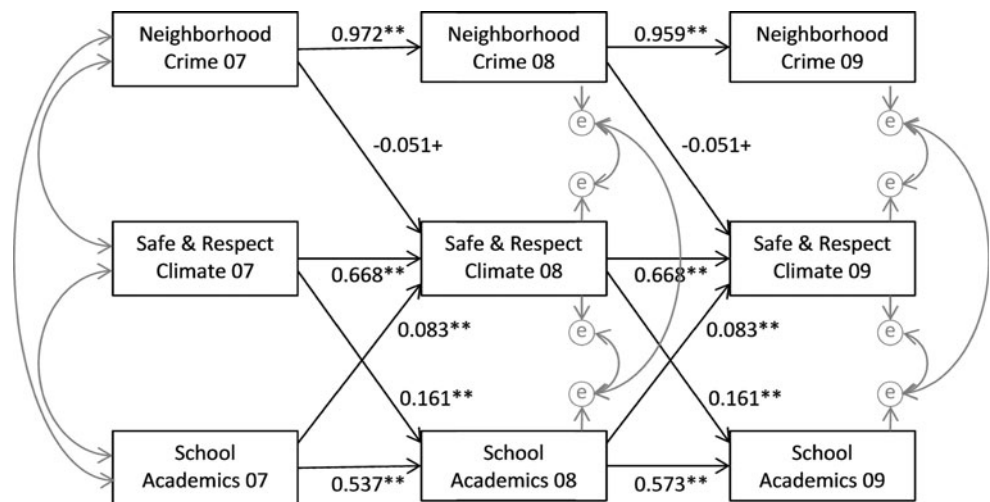 Neighborhood
Crime 07
0.972**
Neighborhood
Crime 08
0.959**
Neighborhood
Crime 09
e
e
-0.051+
-0.051+
e
e
Safe & Respect
Climate 07
0.668**
Safe & Respect
Climate 08
0.668**
Safe & Respect
Climate 09
0.083**
e
0.083**
e
0.161**
e
0.161**
e
School
Academics 07
0.537**
School
Academics 08
0.573**
School
Academics 09